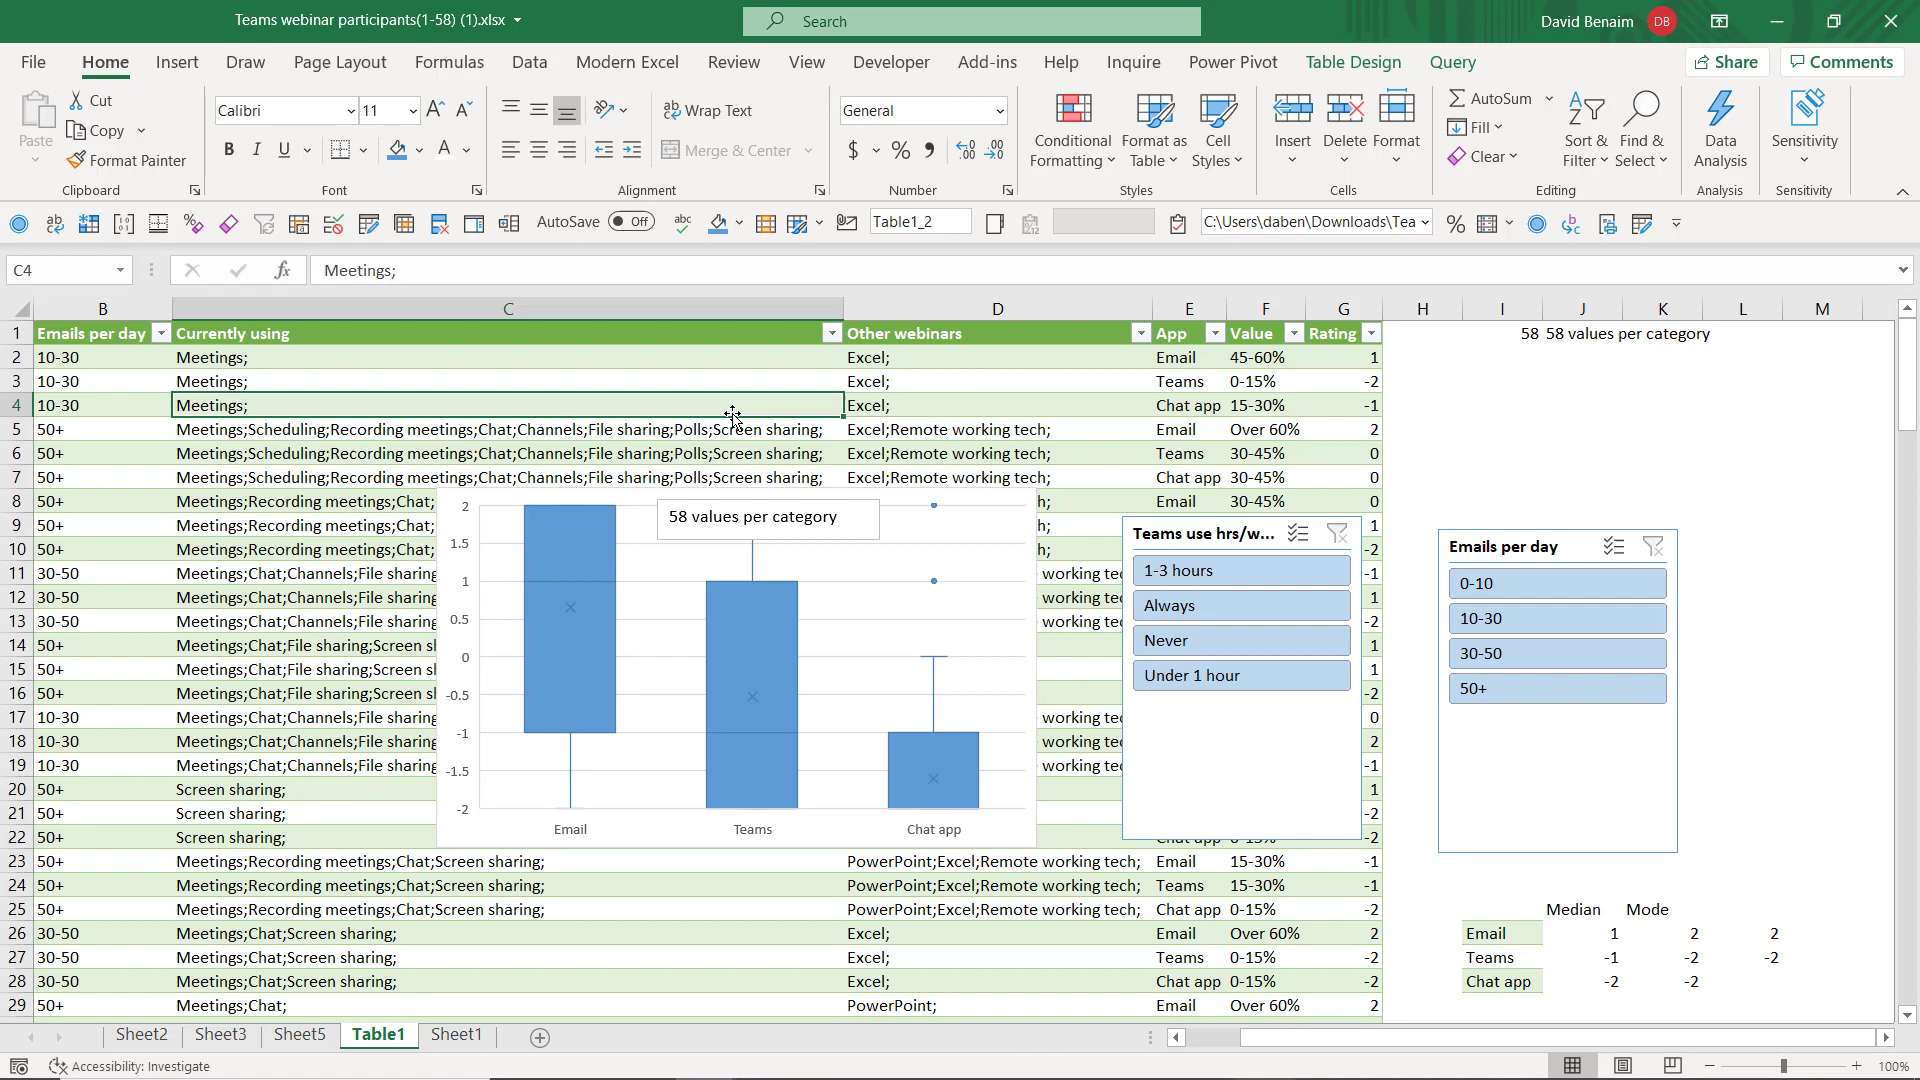 Teams webinar participants(1-58) (1).xlsx
Search
David Benaim DB
File Home Insert Draw Page Layout Formulas Data Modern Excel Review View Developer Add-ins Help Inquire Power Pivot Table Design Query Share Comments
Paste Cut Copy Format Painter Clipboard
Calibri 11 B I U A Font
Wrap Text Merge & Center Alignment
General $ % Number
Conditional Formatting Format as Table Cell Styles Styles
Insert Delete Format Cells
AutoSum Fill Clear Sort & Filter Find & Select Editing
Data Analysis Analysis
Sensitivity Sensitivity
AutoSave Off Table1_2 C:\Users\daben\Downloads\Tea
C4 fx Meetings;
B C D E F G H I J K L M
1 Emails per day Currently using Other webinars App Value Rating 58 58 values per category
2 10-30 Meetings; Excel; Email 45-60% 1
3 10-30 Meetings; Excel; Teams 0-15% -2
4 10-30 Meetings; Excel; Chat app 15-30% -1
5 50+ Meetings;Scheduling;Recording meetings;Chat;Channels;File sharing;Polls;Screen sharing; Excel;Remote working tech; Email Over 60% 2
6 50+ Meetings;Scheduling;Recording meetings;Chat;Channels;File sharing;Polls;Screen sharing; Excel;Remote working tech; Teams 30-45% 0
7 50+ Meetings;Scheduling;Recording meetings;Chat;Channels;File sharing;Polls;Screen sharing; Excel;Remote working tech; Chat app 30-45% 0
8 50+ Meetings;Recording meetings;Chat; h; Email 30-45% 0
9 50+ Meetings;Recording meetings;Chat; h; 1
10 50+ Meetings;Recording meetings;Chat; h; -2
11 30-50 Meetings;Chat;Channels;File sharing working tec -1
12 30-50 Meetings;Chat;Channels;File sharing working tec 1
13 30-50 Meetings;Chat;Channels;File sharing working tec -2
14 50+ Meetings;Chat;File sharing;Screen sh 1
15 50+ Meetings;Chat;File sharing;Screen sh 1
16 50+ Meetings;Chat;File sharing;Screen sh -2
17 10-30 Meetings;Chat;Channels;File sharing working tec 0
18 10-30 Meetings;Chat;Channels;File sharing working tec 2
19 10-30 Meetings;Chat;Channels;File sharing working tec -1
20 50+ Screen sharing; 1
21 50+ Screen sharing; -2
22 50+ Screen sharing; -2
23 50+ Meetings;Recording meetings;Chat;Screen sharing; PowerPoint;Excel;Remote working tech; Email 15-30% -1
24 50+ Meetings;Recording meetings;Chat;Screen sharing; PowerPoint;Excel;Remote working tech; Teams 15-30% -1
25 50+ Meetings;Recording meetings;Chat;Screen sharing; PowerPoint;Excel;Remote working tech; Chat app 0-15% -2
26 30-50 Meetings;Chat;Screen sharing; Excel; Email Over 60% 2
27 30-50 Meetings;Chat;Screen sharing; Excel; Teams 0-15% -2
28 30-50 Meetings;Chat;Screen sharing; Excel; Chat app 0-15% -2
29 50+ Meetings;Chat; PowerPoint; Email Over 60% 2
58 values per category
2
1.5
1
0.5
0
-0.5
-1
-1.5
-2
Email Teams Chat app
Teams use hrs/w...
1-3 hours
Always
Never
Under 1 hour
Emails per day
0-10
10-30
30-50
50+
Median Mode
Email 1 2 2
Teams -1 -2 -2
Chat app -2 -2
Sheet2 Sheet3 Sheet5 Table1 Sheet1
Accessibility: Investigate
100%